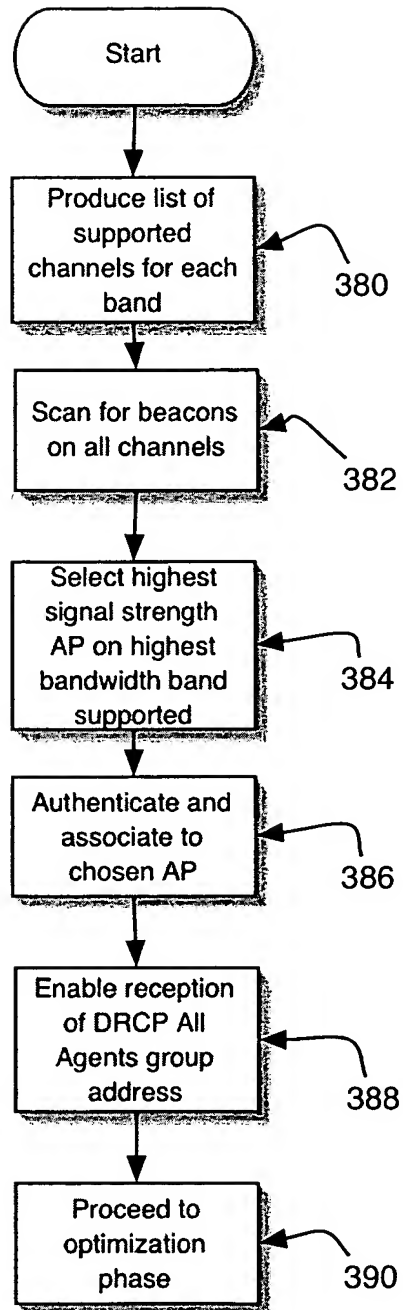 Start
Produce list of
supported
channels for each
band
380
Scan for beacons
on all channels
382
Select highest
signal strength
AP on highest
bandwidth band
supported
384
Authenticate and
associate to
chosen AP
386
Enable reception
of DRCP All
Agents group
address
388
Proceed to
optimization
phase
390